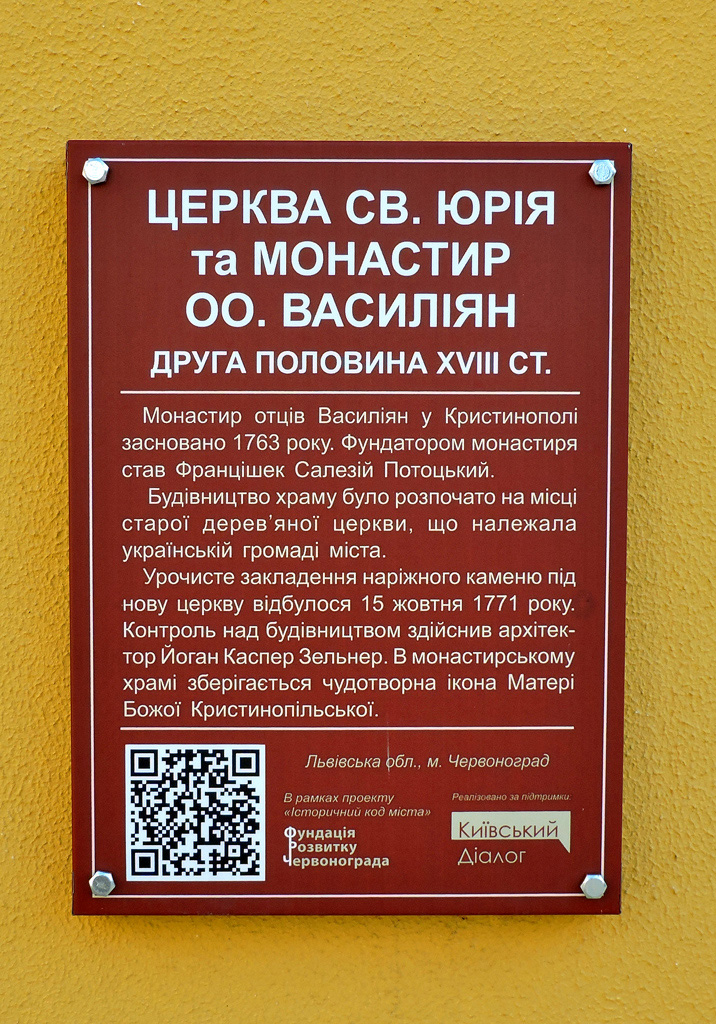 ЦЕРКВА СВ. ЮРІЯ
та МОНАСТИР
ОО. ВАСИЛІЯН
ДРУГА ПОЛОВИНА XVIII СТ.
Монастир отців Василіян у Кристинополі
засновано 1763 року. Фундатором монастиря
став Францішек Салезій Потоцький.
Будівництво храму було розпочато на місці
старої дерев’яної церкви, що належала
українській громаді міста.
Урочисте закладення наріжного каменю під
нову церкву відбулося 15 жовтня 1771 року.
Контроль над будівництвом здійснив архітек-
тор Йоган Каспер Зельнер. В монастирському
храмі зберігається чудотворна ікона Матері
Божої Кристинопільської.
Львівська обл., м. Червоноград
В рамках проекту
«Історичний код міста»
Фундація
Розвитку
Червонограда
Реалізовано за підтримки:
Київський
Діалог